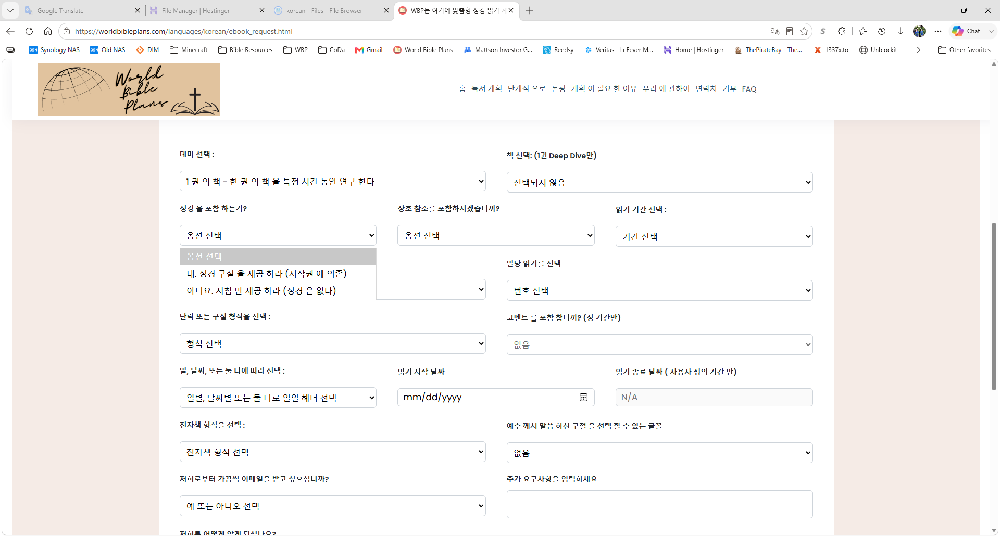 Google Translate
File Manager | Hostinger
korean - Files - File Browser
WBP는 여기에 맞춤형 성경 읽기
https://worldbibleplans.com/languages/korean/ebook_request.html
Chat
Synology NAS
Old NAS
DIM
Minecraft
Bible Resources
WBP
CoDa
Gmail
World Bible Plans
Mattson Investor G...
Reedsy
Veritas - LeFever M...
Home | Hostinger
ThePirateBay - The...
1337x.to
Unblockit
Other favorites
World
Bible
Plans
홈 독서 계획 단계적 으로 논평 계획 이 필요 한 이유 우리 에 관하여 연락처 기부 FAQ
테마 선택 :
책 선택: (1권 Deep Dive만)
1 권 의 책 - 한 권 의 책 을 특정 시간 동안 연구 한다
선택되지 않음
성경 을 포함 하는가?
상호 참조를 포함하시겠습니까?
읽기 기간 선택 :
옵션 선택
옵션 선택
기간 선택
옵션 선택
네. 성경 구절 을 제공 하라 (저작권 에 의존)
아니요. 지침 만 제공 하라 (성경 은 없다)
일당 읽기를 선택
번호 선택
단락 또는 구절 형식을 선택 :
코멘트 를 포함 합니까? (장 기간만)
형식 선택
없음
일, 날짜, 또는 둘 다에 따라 선택 :
읽기 시작 날짜
읽기 종료 날짜 ( 사용자 정의 기간 만)
일별, 날짜별 또는 둘 다로 일일 헤더 선택
mm/dd/yyyy
N/A
전자책 형식을 선택 :
예수 께서 말씀 하신 구절 을 선택 할 수 있는 글꼴
전자책 형식 선택
없음
저희로부터 가끔씩 이메일을 받고 싶으십니까?
추가 요구사항을 입력하세요
예 또는 아니오 선택
저희를 어떻게 알게 되셨나요?